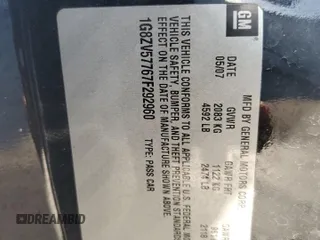 GM
MFD BY GENERAL MOTORS CORP
DATE GVWR GAWR FRT
05/07 2083 KG 1122 KG
4592 LB 2474 LB
THIS VEHICLE CONFORMS TO ALL APPLICABLE U.S. FEDERAL
VEHICLE SAFETY, BUMPER, AND THEFT PREVENTION STANDARDS
EFFECT ON THE DATE OF MANUFACTURE SHOWN ABOVE.
1G8ZV57767F292960
TYPE: PASS CAR
DREAMBID